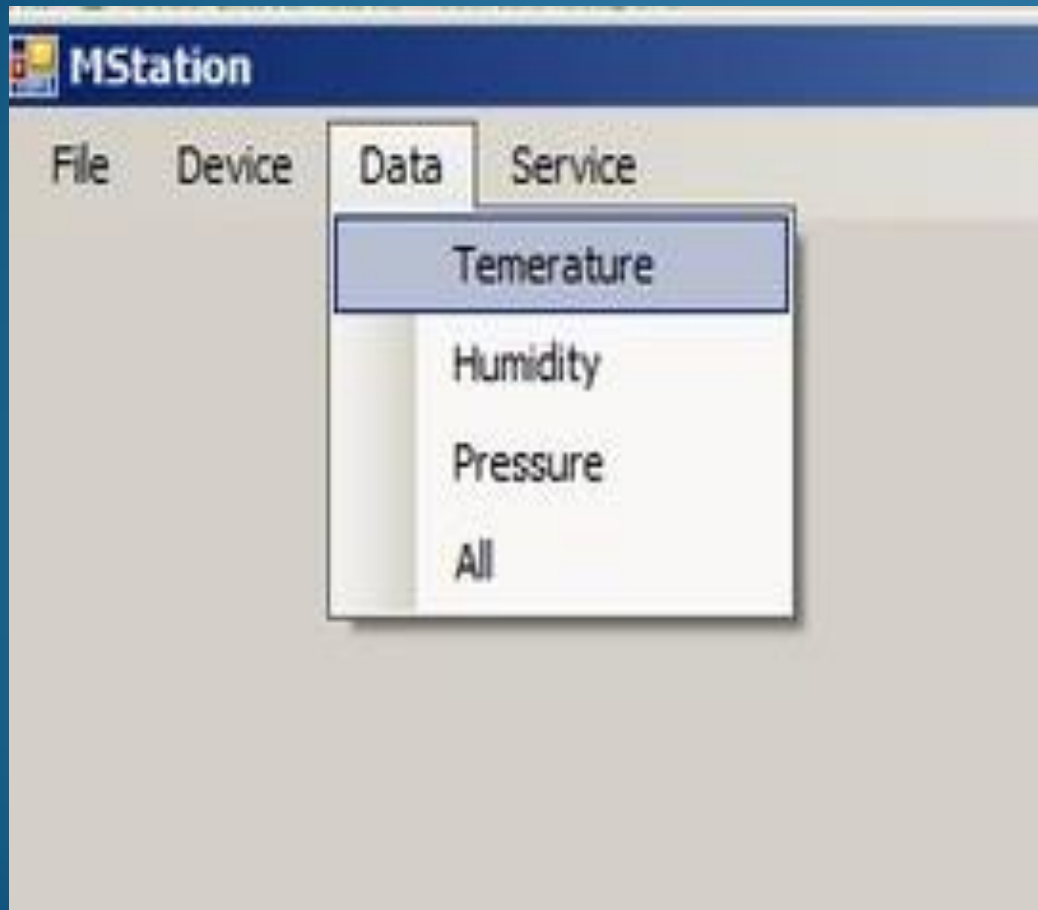 MStation
File Device Data Service
Temerature
Humidity
Pressure
All